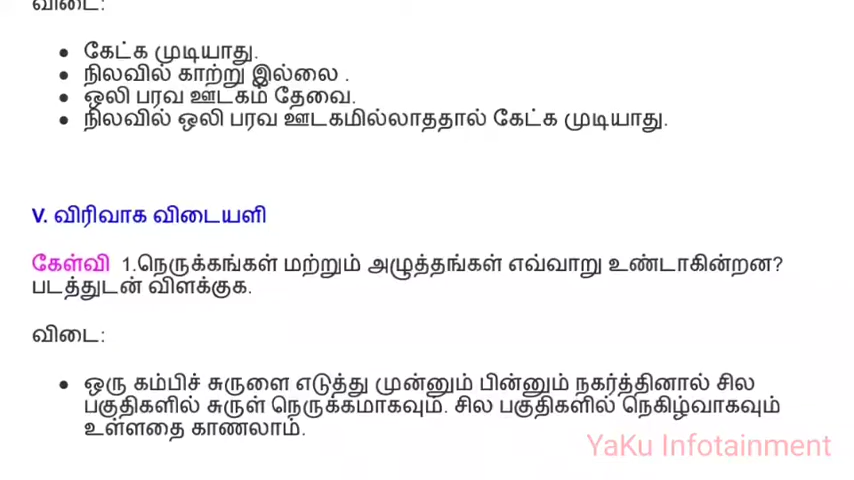 விடை:
● கேட்க முடியாது.
● நிலவில் காற்று இல்லை .
● ஒலி பரவ ஊடகம் தேவை.
● நிலவில் ஒலி பரவ ஊடகமில்லாததால் கேட்க முடியாது.
V. விரிவாக விடையளி
கேள்வி 1.நெருக்கங்கள் மற்றும் அழுத்தங்கள் எவ்வாறு உண்டாகின்றன?
படத்துடன் விளக்குக.
விடை:
● ஒரு கம்பிச் சுருளை எடுத்து முன்னும் பின்னும் நகர்த்தினால் சில
பகுதிகளில் சுருள் நெருக்கமாகவும். சில பகுதிகளில் நெகிழ்வாகவும்
உள்ளதை காணலாம்.
YaKu Infotainment